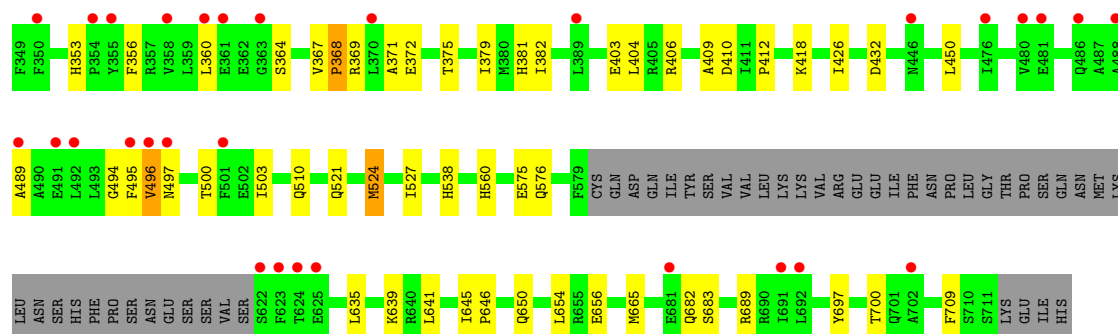 F349 F350 H353 P354 Y355 F356 R357 V358 L359 L360 E361 E362 G363 S364 V367 P368 R369 L370 A371 E372 T375 I379 M380 H381 I382 L389 E403 L404 R405 R406 A409 D410 I411 P412 K418 I426 D432 N446 L450 I476 V480 E481 Q486 A487 A488
A489 A490 E491 L492 L493 G494 F495 V496 N497 T500 F501 E502 I503 Q510 Q521 M524 I527 H538 H560 E575 Q576 F579 CYS GLN ASP GLN ILE TYR SER VAL VAL LEU LYS LYS VAL ARG GLU GLU ILE PHE ASN PRO LEU GLY THR PRO SER GLN ASN MET LYS
LEU ASN SER HIS PHE PRO SER ASN GLU SER SER VAL SER S622 F623 T624 E625 L635 K639 R640 L641 I645 P646 Q650 L654 R655 E656 M665 E681 Q682 S683 R689 R690 I691 L692 Y697 T700 Q701 A702 F709 S710 S711 LYS GLU ILE HIS